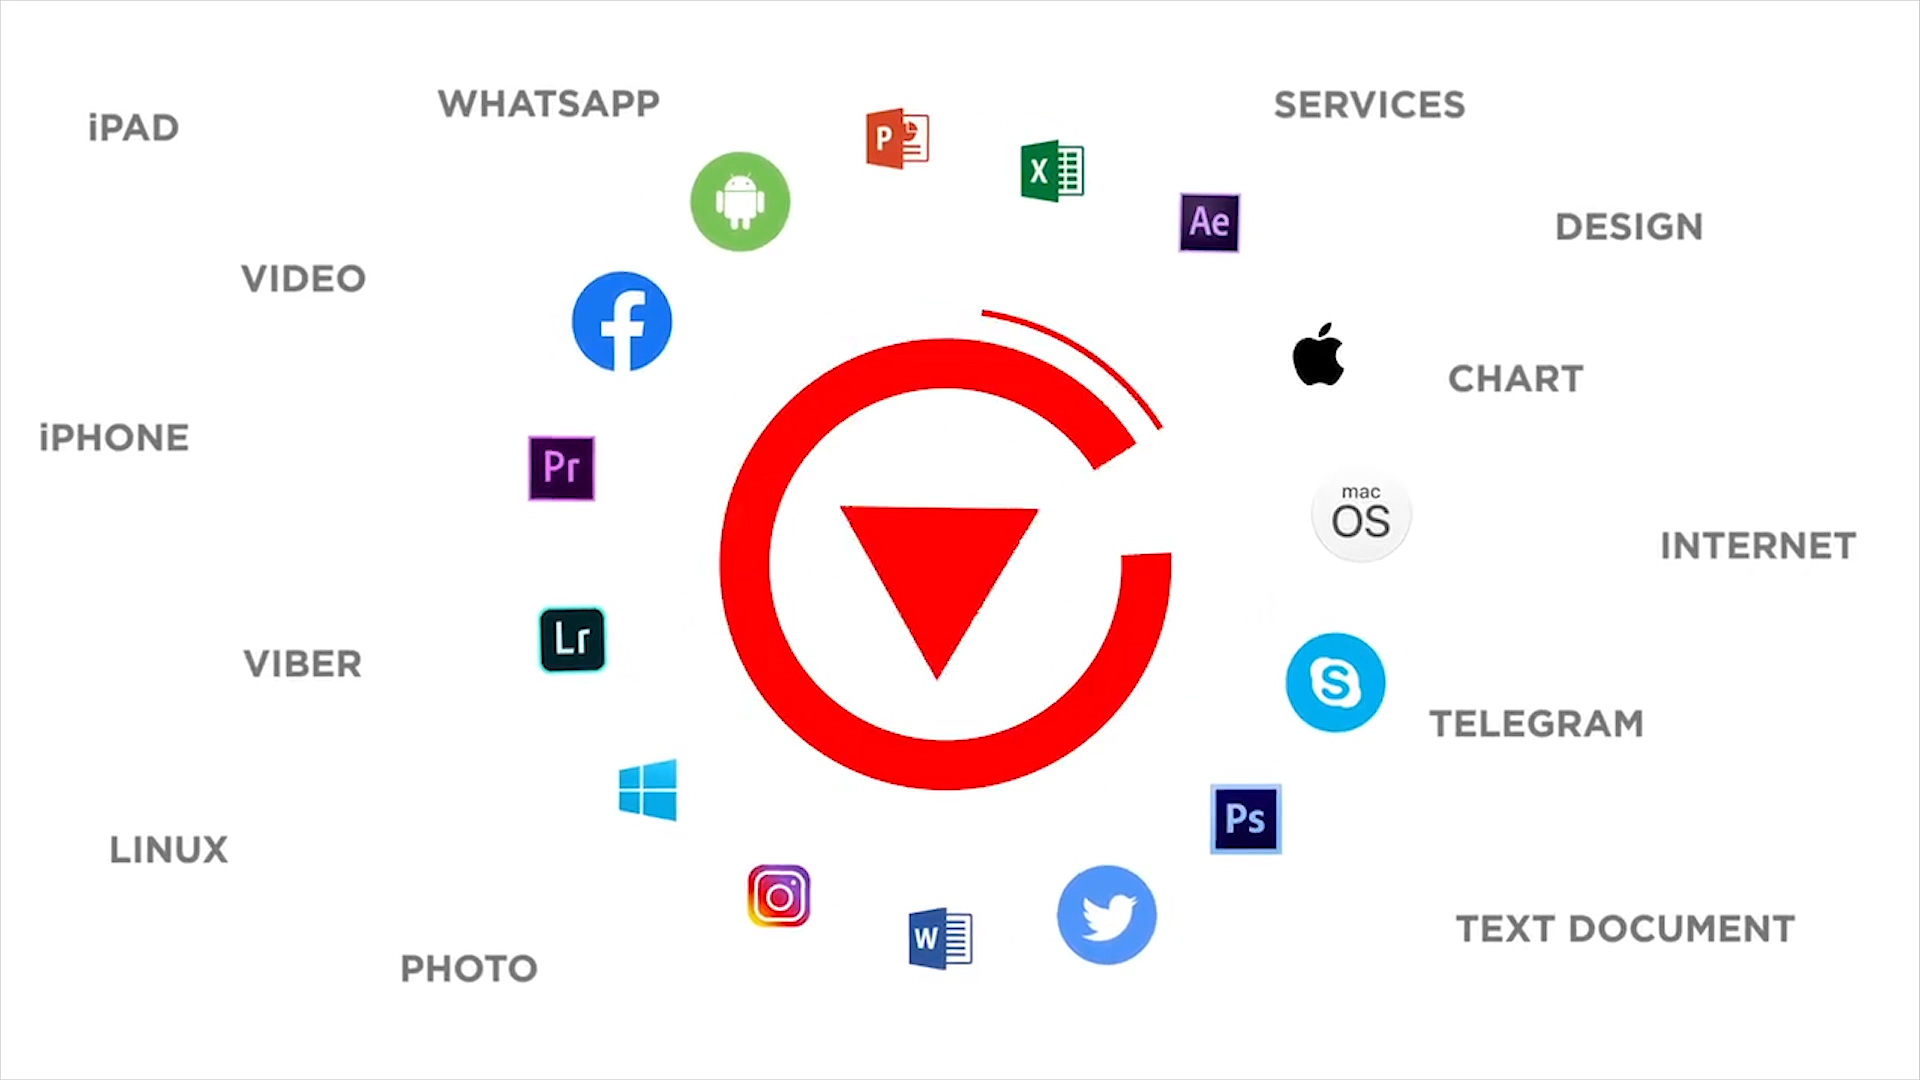 WHATSAPP
SERVICES
iPAD
P
X
Ae
DESIGN
VIDEO
f
CHART
iPHONE
Pr
mac
OS
INTERNET
Lr
VIBER
S
TELEGRAM
Ps
LINUX
W
TEXT DOCUMENT
PHOTO